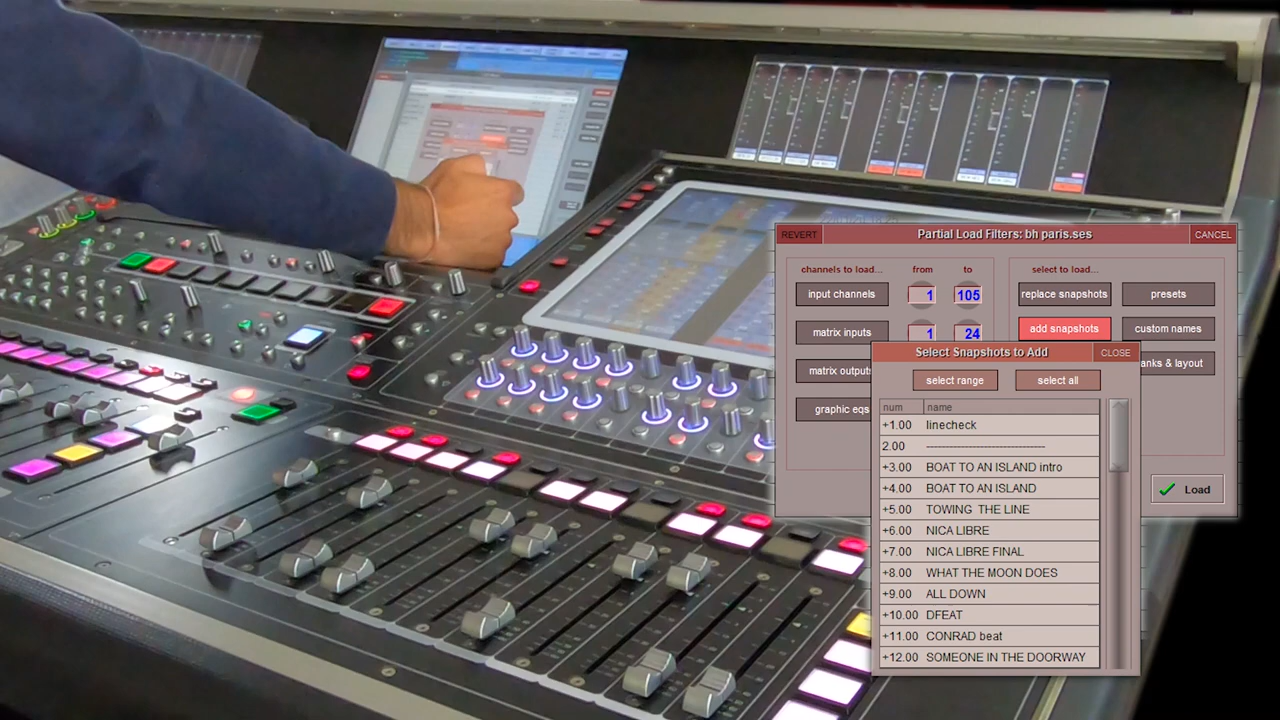 REVERT Partial Load Filters: bh paris.ses CANCEL
channels to load... from to select to load...
input channels 1 105 replace snapshots presets
matrix inputs 1 24 add snapshots custom names
matrix outputs anks & layout
graphic eqs
Load
Select Snapshots to Add CLOSE
select range select all
num name
+1.00 linecheck
2.00 --------------------------------
+3.00 BOAT TO AN ISLAND intro
+4.00 BOAT TO AN ISLAND
+5.00 TOWING THE LINE
+6.00 NICA LIBRE
+7.00 NICA LIBRE FINAL
+8.00 WHAT THE MOON DOES
+9.00 ALL DOWN
+10.00 DFEAT
+11.00 CONRAD beat
+12.00 SOMEONE IN THE DOORWAY